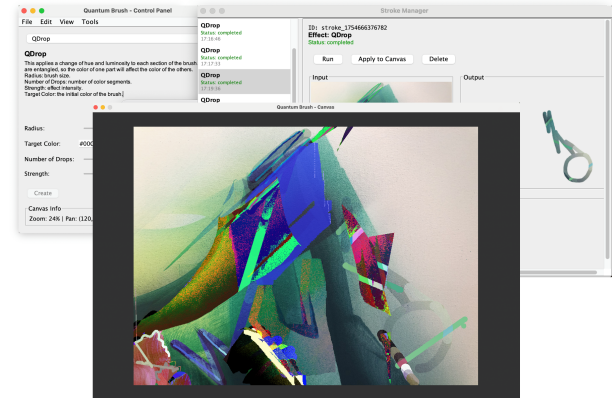 Quantum Brush - Control Panel
File Edit View Tools
QDrop
QDrop
This applies a change of hue and luminosity to each section of the brush
are entangled, so the color of one part will affect the color of the others.
Radius: brush size.
Number of Drops: number of color segments.
Strength: effect intensity.
Target Color: the initial color of the brush.
Radius:
Target Color: #00
Number of Drops:
Strength:
Create
Canvas Info
Zoom: 24% | Pan: (120,
Stroke Manager
QDrop
Status: completed
17:16:46
QDrop
Status: completed
17:17:33
QDrop
Status: completed
17:19:36
QDrop
ID: stroke_1754666376782
Effect: QDrop
Status: completed
Run Apply to Canvas Delete
Input
Output
Quantum Brush - Canvas